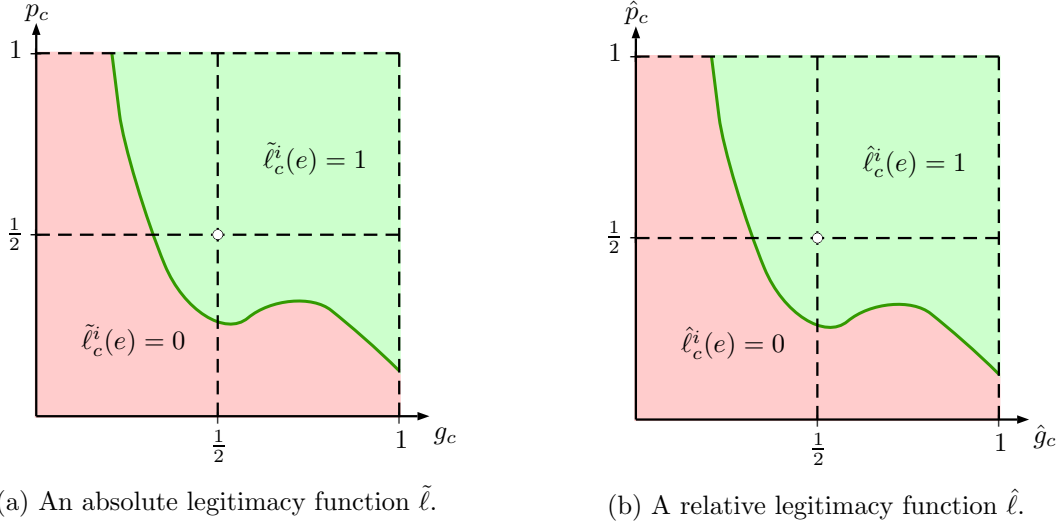 p_c
1
ℓ̃^i_c(e) = 1
1/2
ℓ̃^i_c(e) = 0
1/2
1
g_c
(a) An absolute legitimacy function ℓ̃.
p̂_c
1
ℓ̂^i_c(e) = 1
1/2
ℓ̂^i_c(e) = 0
1/2
1
ĝ_c
(b) A relative legitimacy function ℓ̂.